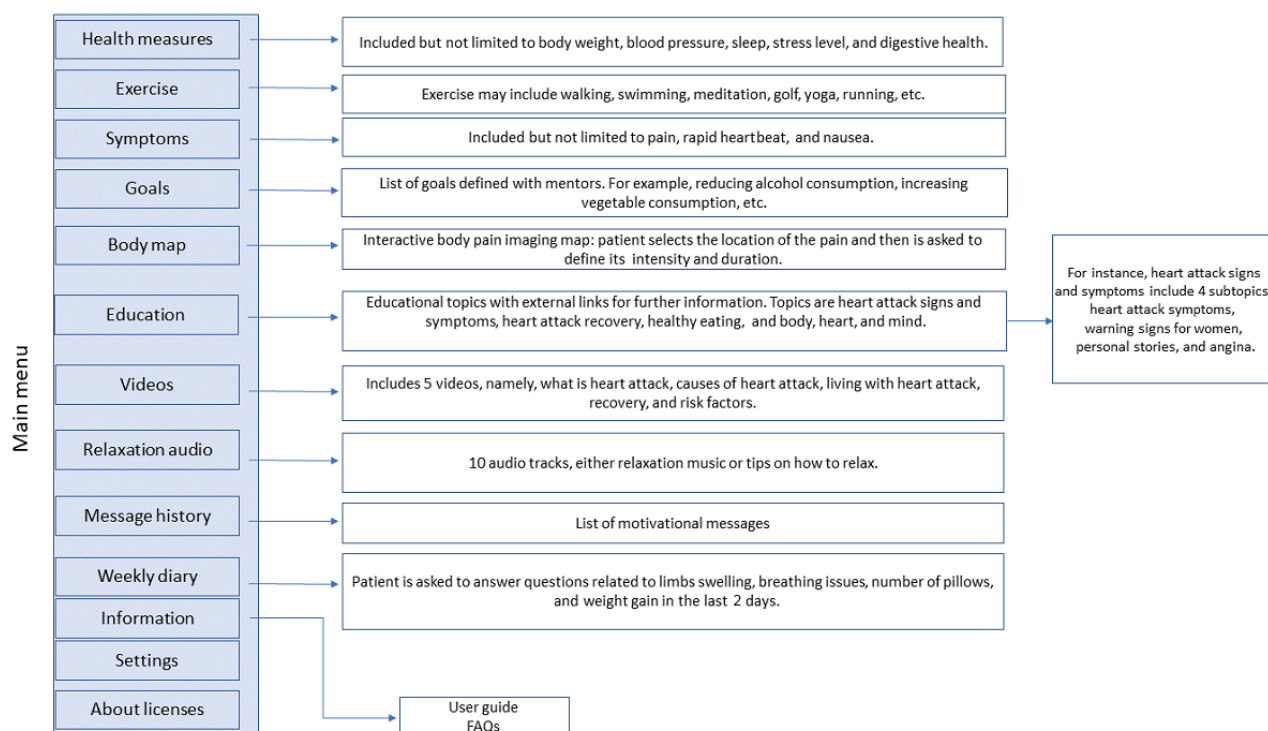 Main menu
Health measures
Included but not limited to body weight, blood pressure, sleep, stress level, and digestive health.
Exercise
Exercise may include walking, swimming, meditation, golf, yoga, running, etc.
Symptoms
Included but not limited to pain, rapid heartbeat, and nausea.
Goals
List of goals defined with mentors. For example, reducing alcohol consumption, increasing
vegetable consumption, etc.
Body map
Interactive body pain imaging map: patient selects the location of the pain and then is asked to
define its intensity and duration.
Education
Educational topics with external links for further information. Topics are heart attack signs and
symptoms, heart attack recovery, healthy eating, and body, heart, and mind.
For instance, heart attack signs
and symptoms include 4 subtopics
heart attack symptoms,
warning signs for women,
personal stories, and angina.
Videos
Includes 5 videos, namely, what is heart attack, causes of heart attack, living with heart attack,
recovery, and risk factors.
Relaxation audio
10 audio tracks, either relaxation music or tips on how to relax.
Message history
List of motivational messages
Weekly diary
Patient is asked to answer questions related to limbs swelling, breathing issues, number of pillows,
and weight gain in the last 2 days.
Information
User guide
FAQs
Settings
About licenses